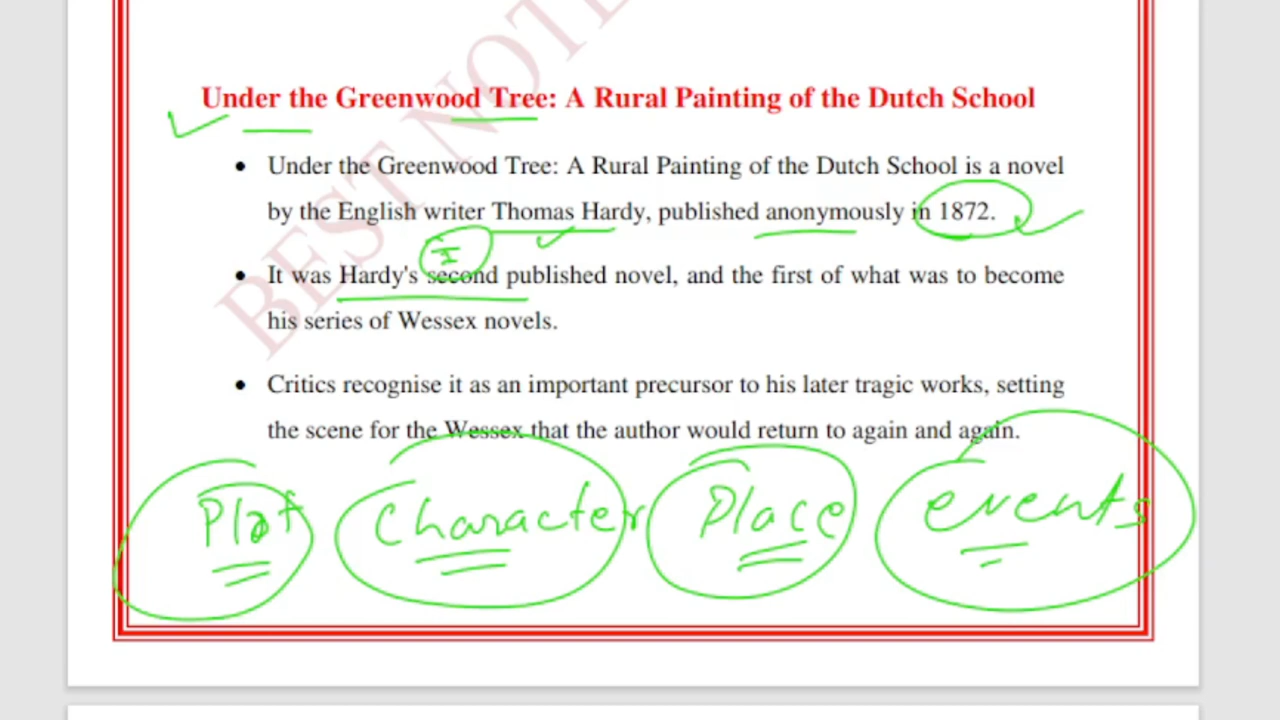 Under the Greenwood Tree: A Rural Painting of the Dutch School
• Under the Greenwood Tree: A Rural Painting of the Dutch School is a novel
by the English writer Thomas Hardy, published anonymously in 1872.
I
• It was Hardy's second published novel, and the first of what was to become
his series of Wessex novels.
• Critics recognise it as an important precursor to his later tragic works, setting
the scene for the Wessex that the author would return to again and again.
Plot Character Place events
BEST NOTE